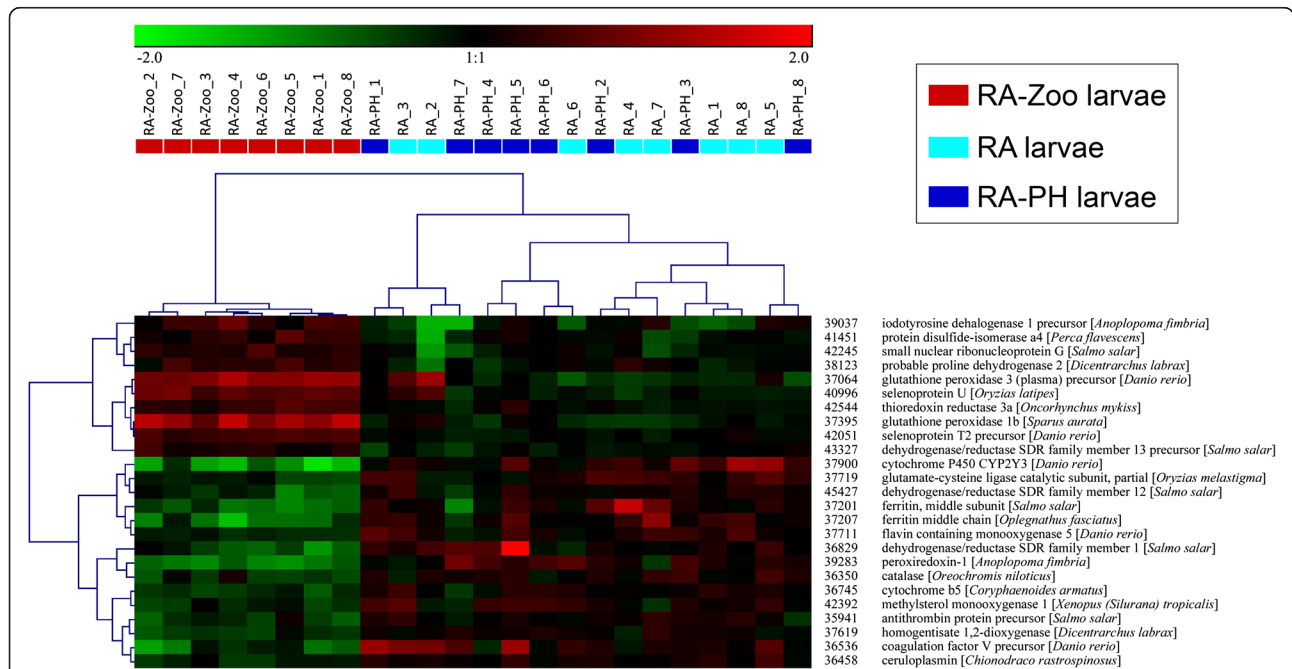 -2.0 1:1 2.0
RA-Zoo_2
RA-Zoo_7
RA-Zoo_3
RA-Zoo_4
RA-Zoo_6
RA-Zoo_5
RA-Zoo_1
RA-Zoo_8
RA-PH_1
RA_3
RA_2
RA-PH_7
RA-PH_4
RA-PH_5
RA-PH_6
RA_6
RA-PH_2
RA_4
RA_7
RA-PH_3
RA_1
RA_8
RA_5
RA-PH_8
RA-Zoo larvae
RA larvae
RA-PH larvae
39037 iodotyrosine dehalogenase 1 precursor [Anoplopoma fimbria]
41451 protein disulfide-isomerase a4 [Perca flavescens]
42245 small nuclear ribonucleoprotein G [Salmo salar]
38123 probable proline dehydrogenase 2 [Dicentrarchus labrax]
37064 glutathione peroxidase 3 (plasma) precursor [Danio rerio]
40996 selenoprotein U [Oryzias latipes]
42544 thioredoxin reductase 3a [Oncorhynchus mykiss]
37395 glutathione peroxidase 1b [Sparus aurata]
42051 selenoprotein T2 precursor [Danio rerio]
43327 dehydrogenase/reductase SDR family member 13 precursor [Salmo salar]
37900 cytochrome P450 CYP2Y3 [Danio rerio]
37719 glutamate-cysteine ligase catalytic subunit, partial [Oryzias melastigma]
45427 dehydrogenase/reductase SDR family member 12 [Salmo salar]
37201 ferritin, middle subunit [Salmo salar]
37207 ferritin middle chain [Oplegnathus fasciatus]
37711 flavin containing monooxygenase 5 [Danio rerio]
36829 dehydrogenase/reductase SDR family member 1 [Salmo salar]
39283 peroxiredoxin-1 [Anoplopoma fimbria]
36350 catalase [Oreochromis niloticus]
36745 cytochrome b5 [Coryphaenoides armatus]
42392 methylsterol monooxygenase 1 [Xenopus (Silurana) tropicalis]
35941 antithrombin protein precursor [Salmo salar]
37619 homogentisate 1,2-dioxygenase [Dicentrarchus labrax]
36536 coagulation factor V precursor [Danio rerio]
36458 ceruloplasmin [Chionodraco rastrospinosus]